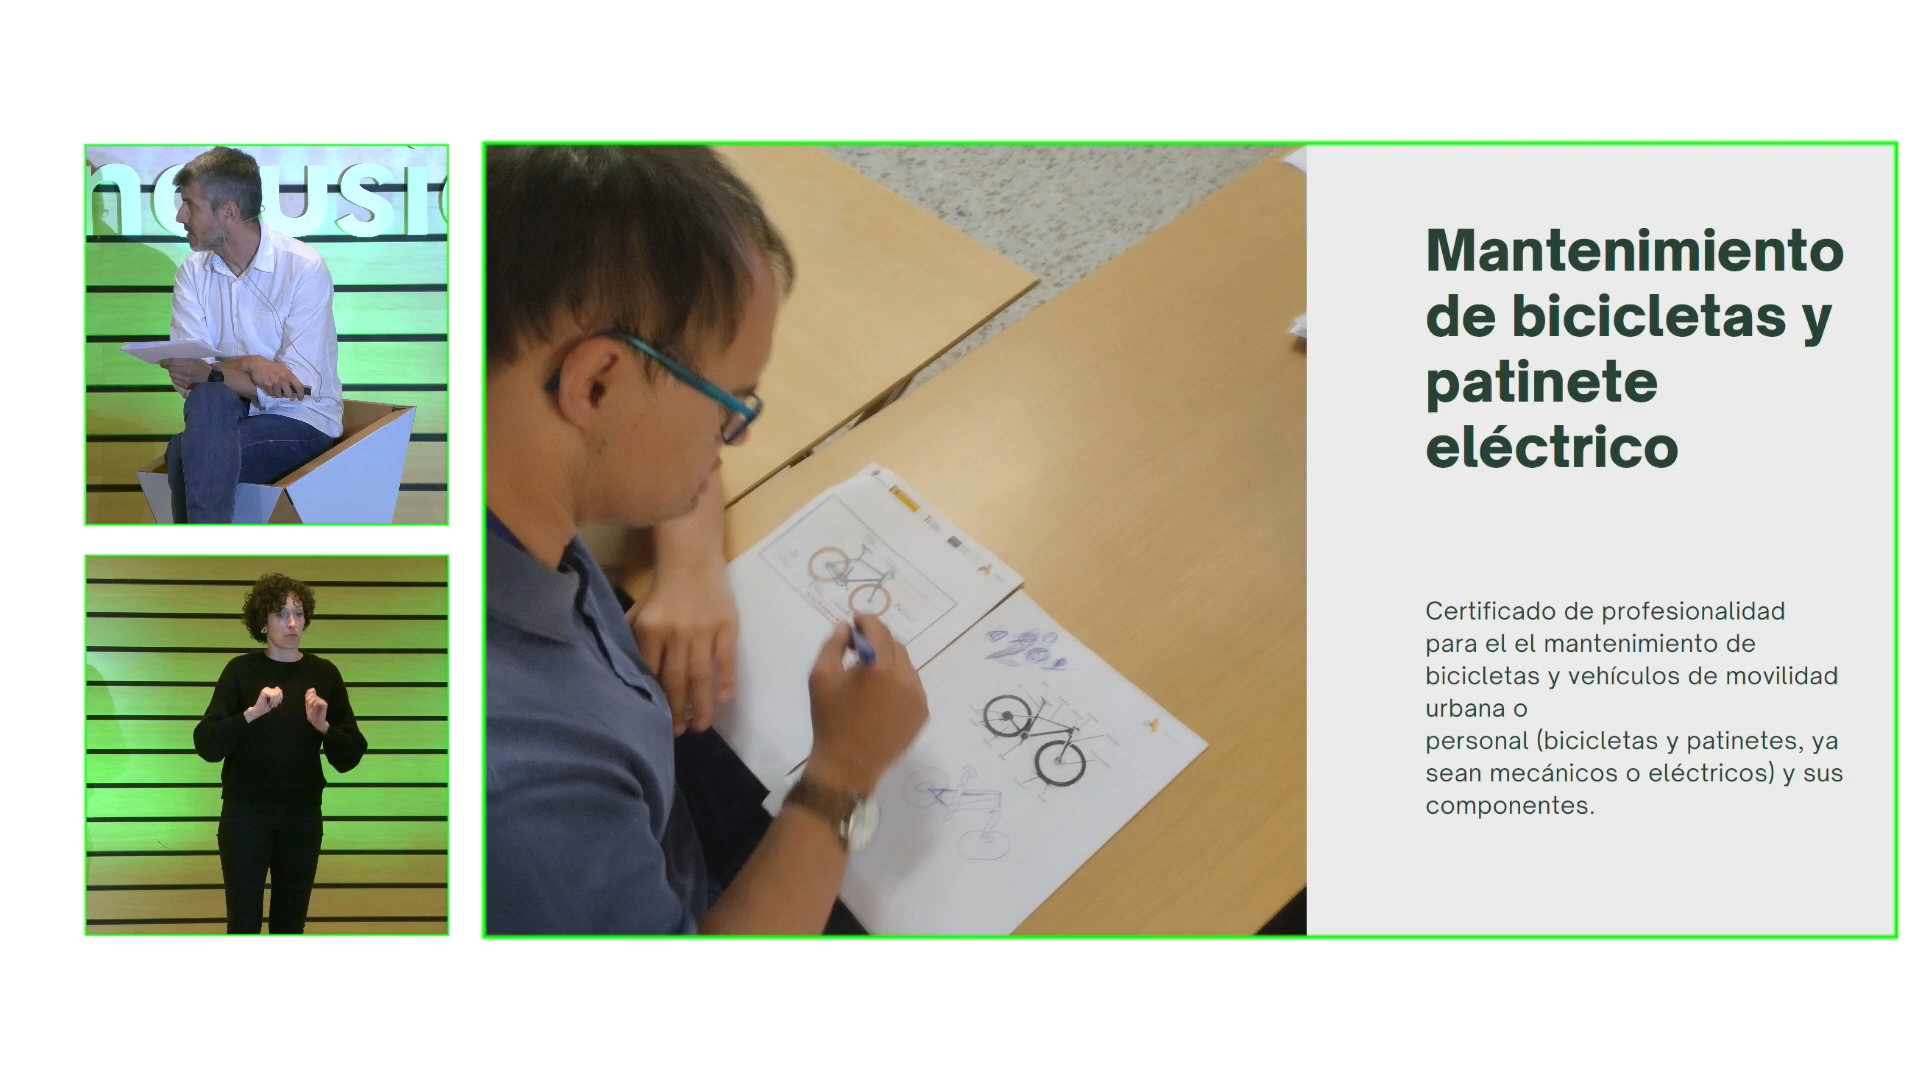 nclusi
Mantenimiento
de bicicletas y
patinete
eléctrico
Certificado de profesionalidad
para el el mantenimiento de
bicicletas y vehículos de movilidad
urbana o
personal (bicicletas y patinetes, ya
sean mecánicos o eléctricos) y sus
componentes.